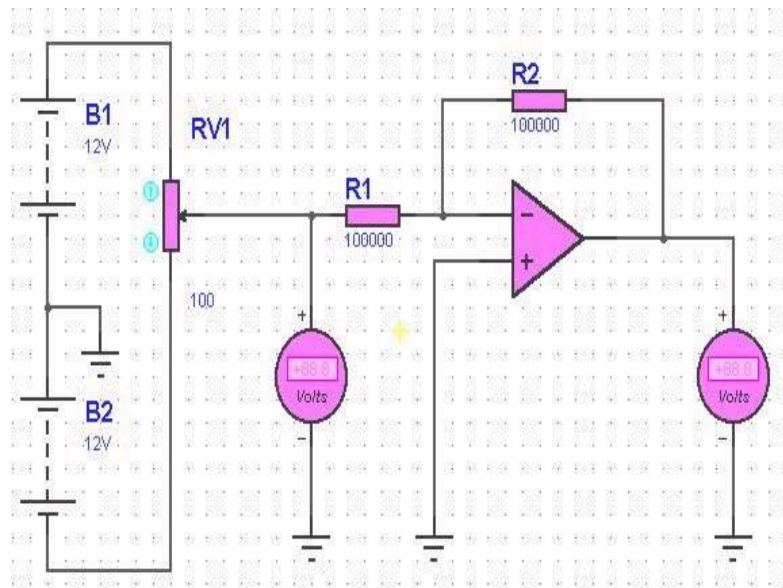 B1
12V
RV1
100
B2
12V
R1
100000
R2
100000
−
+
+
+88.8
Volts
−
+
+88.8
Volts
−